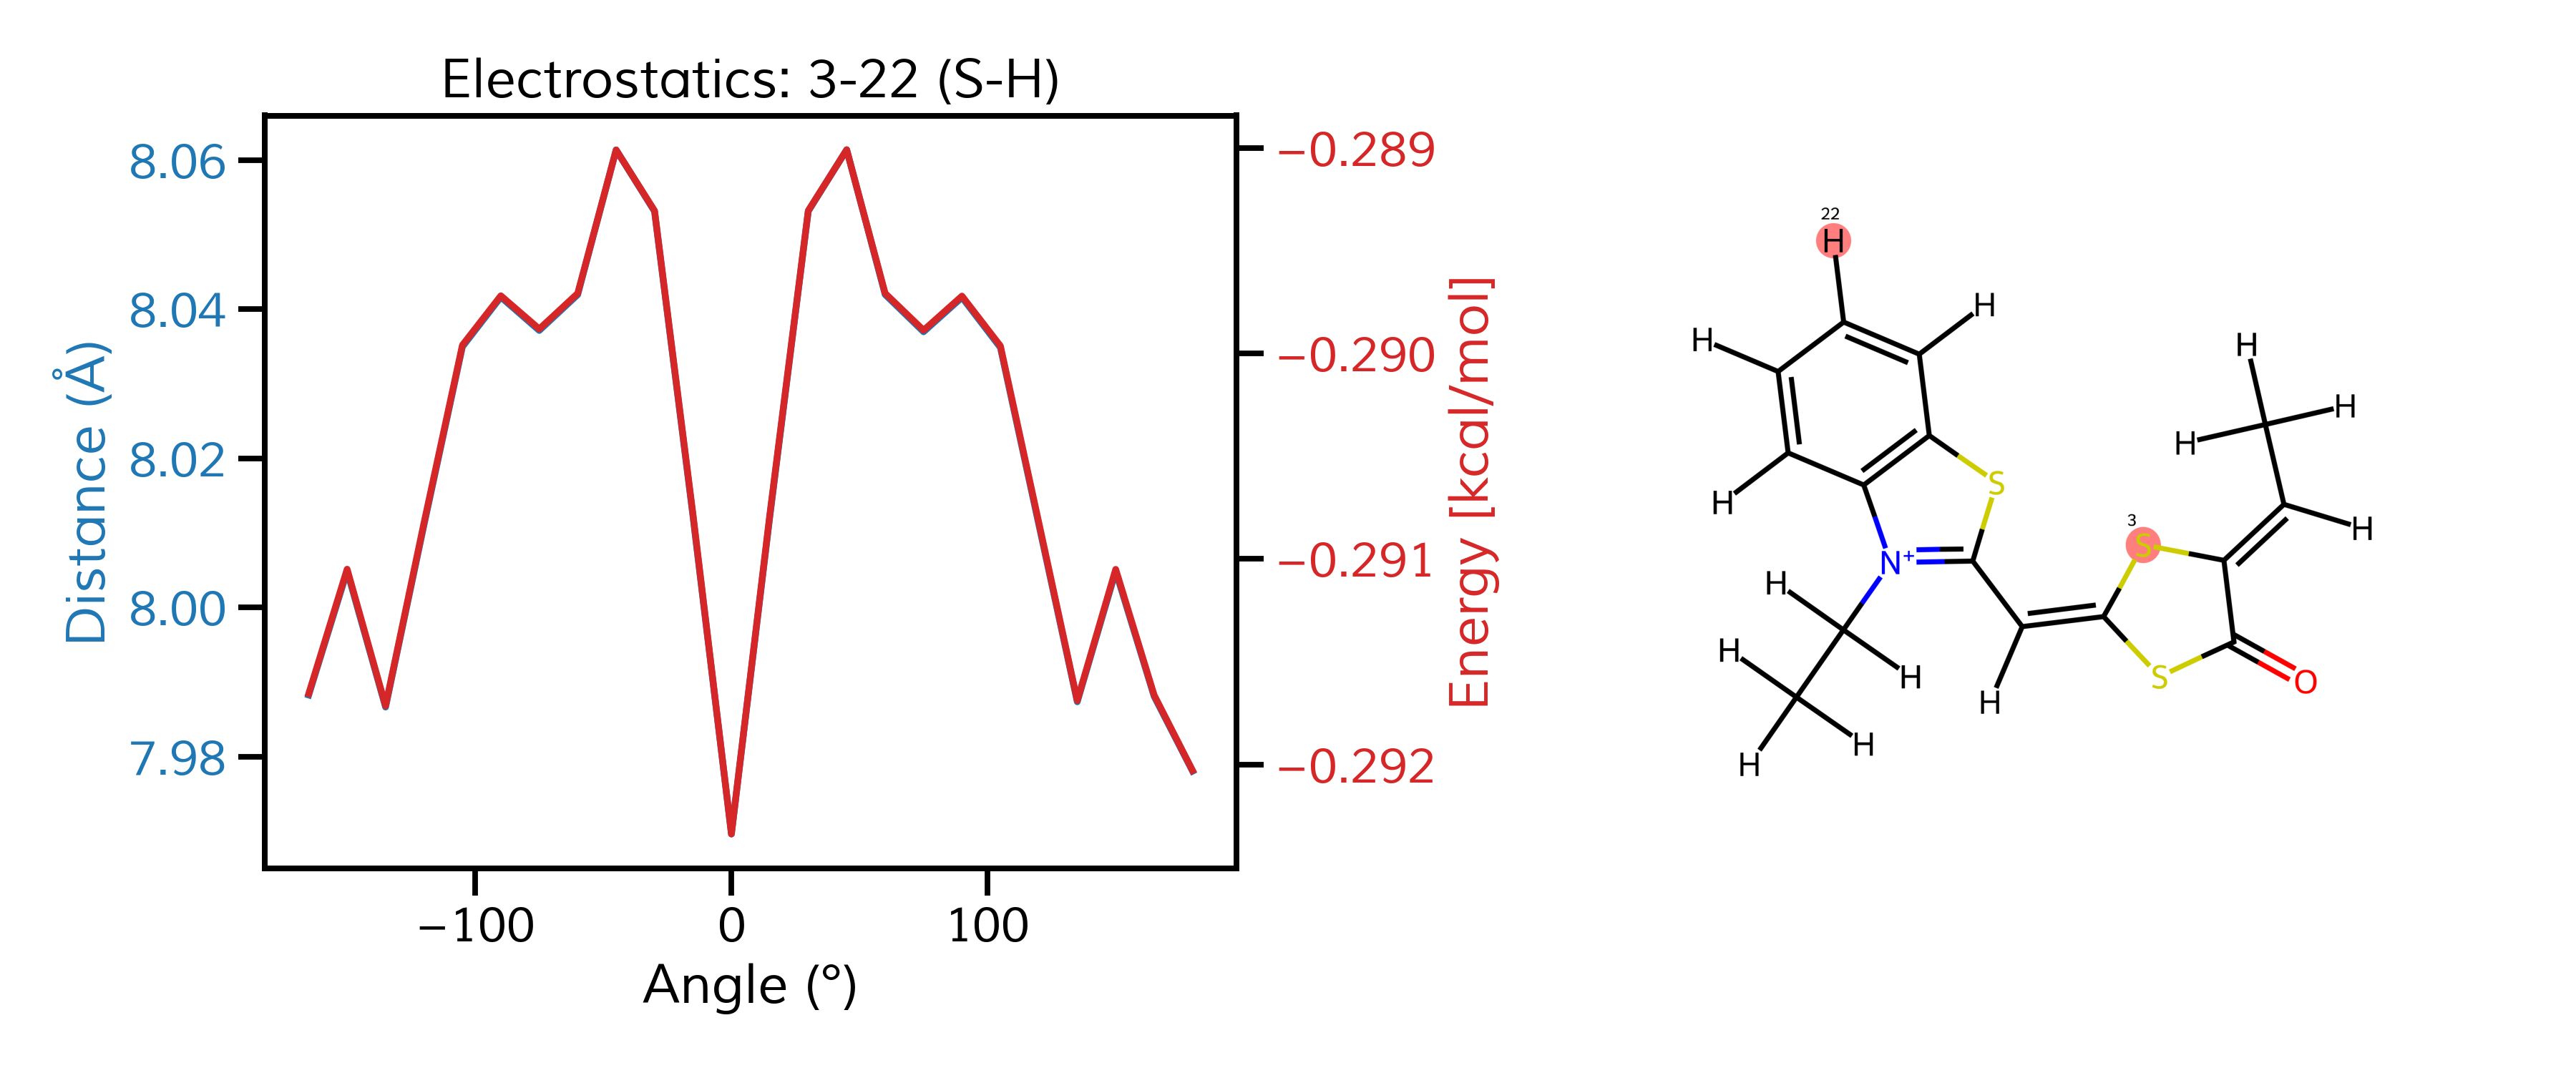 Electrostatics: 3-22 (S-H)
8.06
8.04
8.02
8.00
7.98
Distance (Å)
−0.289
−0.290
−0.291
−0.292
Energy [kcal/mol]
−100
0
100
Angle (°)
22
H
H
H
H
H
H
S
3
S
H
H
N+
H
H
H
S
O
H
H
H